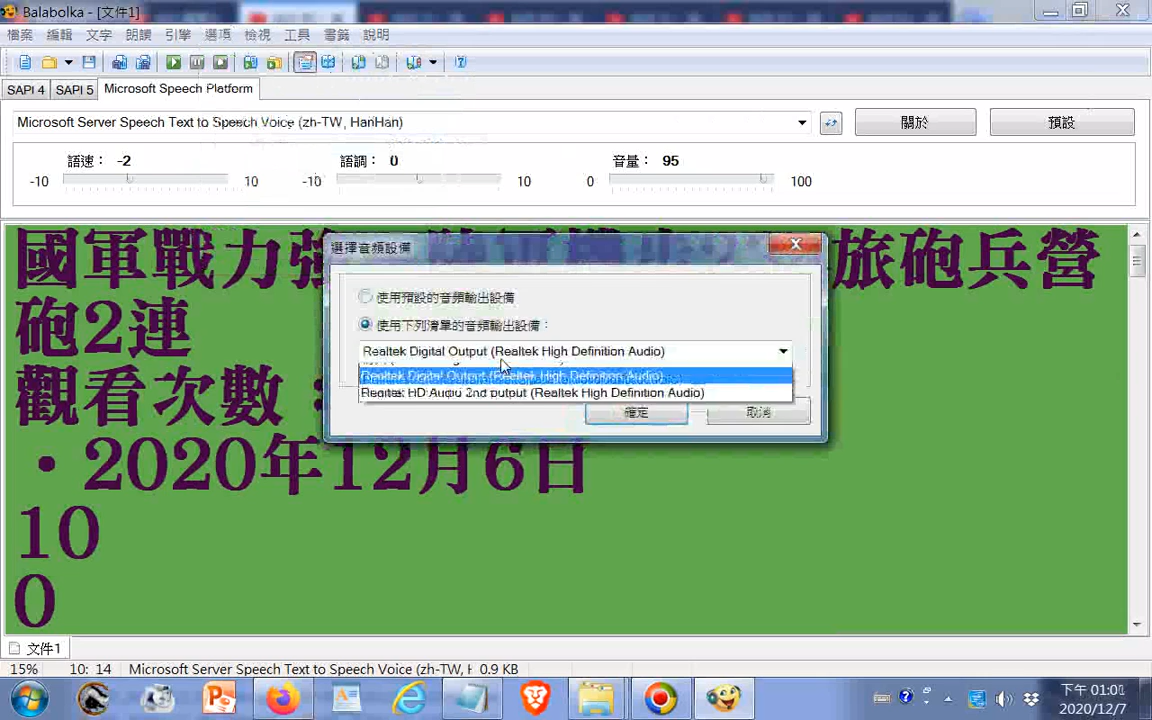 Balabolka - [文件1]
檔案 編輯 文字 朗讀 引擎 選項 檢視 工具 書籤 說明
SAPI 4 SAPI 5 Microsoft Speech Platform
Microsoft Server Speech Text to Speech Voice (zh-TW, HanHan) 關於 預設
語速： -2 語調： 0 音量： 95
-10 10 -10 10 0 100
選擇音頻設備
使用預設的音頻輸出設備
使用下列清單的音頻輸出設備：
Realtek Digital Output (Realtek High Definition Audio)
Realtek Digital Output (Realtek High Definition Audio)
Realtek HD Audio 2nd output (Realtek High Definition Audio)
確定 取消
國軍戰力強 旅砲兵營
砲2連
觀看次數：
・2020年12月6日
10
0
文件1
15% 10: 14 Microsoft Server Speech Text to Speech Voice (zh-TW, H 0.9 KB
下午 01:01
2020/12/7